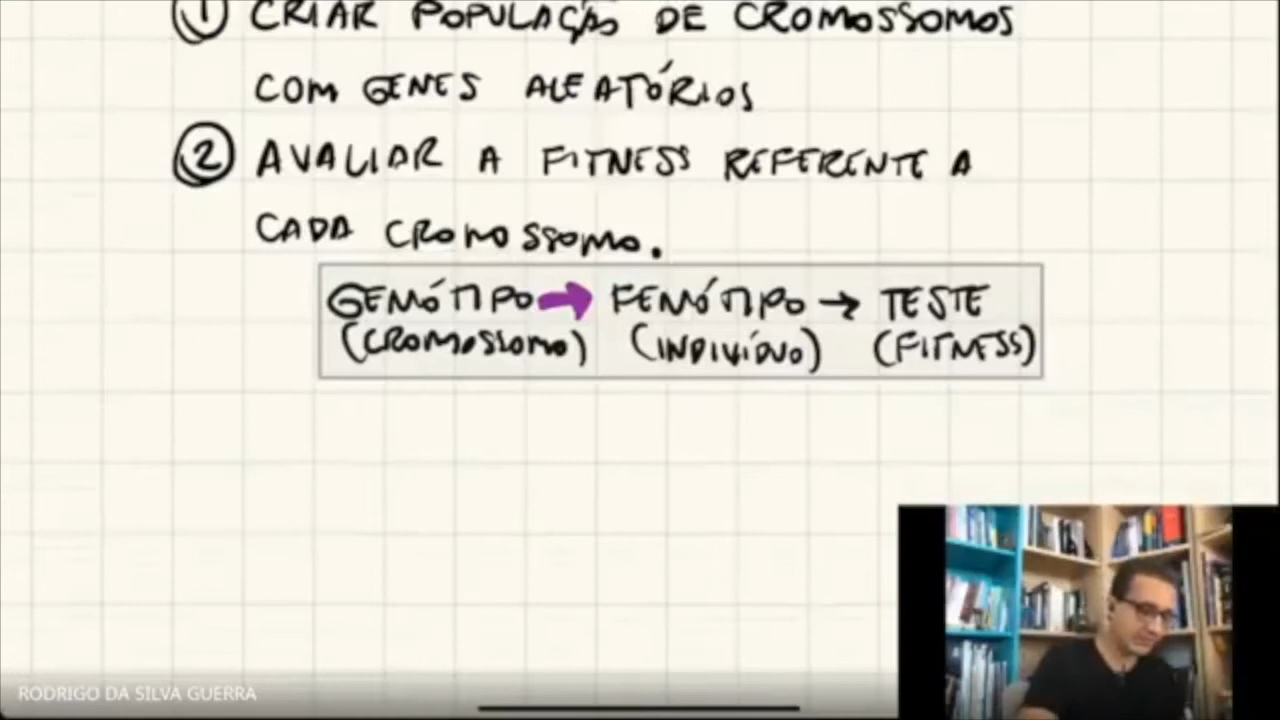 ① CRIAR POPULAÇÃO DE CROMOSSOMOS
COM GENES ALEATÓRIOS
② AVALIAR A FITNESS REFERENTE A
CADA CROMOSSOMO.
GENÓTIPO → FENÓTIPO → TESTE
(CROMOSSOMO) (INDIVÍDUO) (FITNESS)
RODRIGO DA SILVA GUERRA